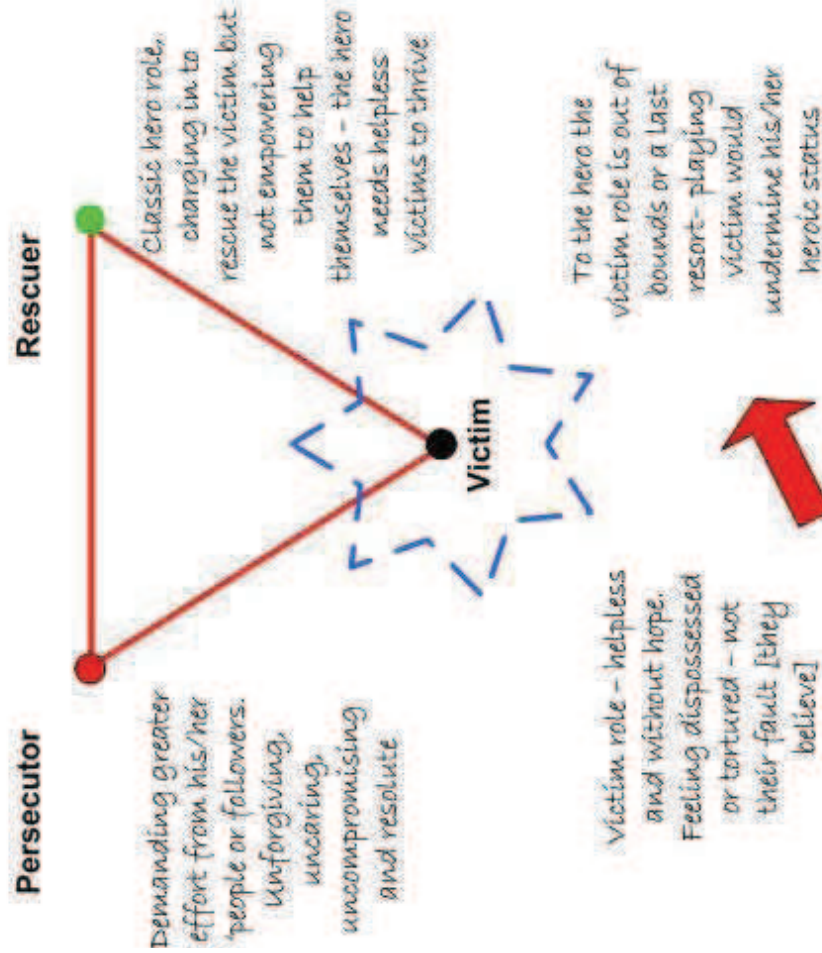 Persecutor
Rescuer
Demanding greater
effort from his/her
people or followers.
Unforgiving,
uncaring,
uncompromising
and resolute
Classic hero role,
charging in to
rescue the victim but
not empowering
them to help
themselves - the hero
needs helpless
victims to thrive
Victim
Victim role - helpless
and without hope.
Feeling dispossessed
or tortured - not
their fault [they
believe]
To the hero the
victim role is out of
bounds or a last
resort- playing
victim would
undermine his/her
heroic status